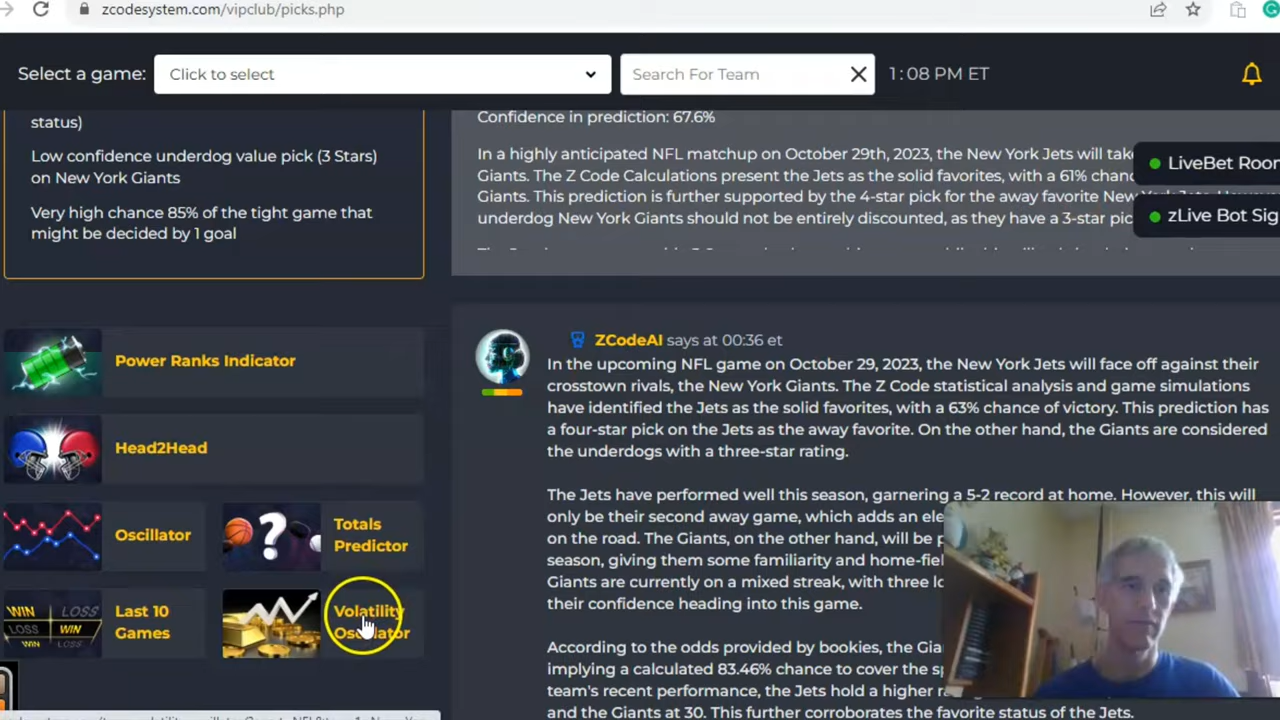 zcodesystem.com/vipclub/picks.php
Select a game:
Click to select
Search For Team
1:08 PM ET
status)
Low confidence underdog value pick (3 Stars)
on New York Giants
Very high chance 85% of the tight game that
might be decided by 1 goal
Confidence in prediction: 67.6%
In a highly anticipated NFL matchup on October 29th, 2023, the New York Jets will
Giants. The Z Code Calculations present the Jets as the solid favorites, with a 61%
Giants. This prediction is further supported by the 4-star pick for the away favorite New
underdog New York Giants should not be entirely discounted, as they have a 3-star
LiveBet Room
zLive Bot
Power Ranks Indicator
Head2Head
Oscillator
Totals
Predictor
Last 10
Games
Volatility
Oscillator
WIN LOSS
LOSS WIN
WIN
ZCodeAI says at 00:36 et
In the upcoming NFL game on October 29, 2023, the New York Jets will face off against their
crosstown rivals, the New York Giants. The Z Code statistical analysis and game simulations
have identified the Jets as the solid favorites, with a 63% chance of victory. This prediction has
a four-star pick on the Jets as the away favorite. On the other hand, the Giants are considered
the underdogs with a three-star rating.
The Jets have performed well this season, garnering a 5-2 record at home. However, this will
only be their second away game, which adds an
on the road. The Giants, on the other hand, will be
season, giving them some familiarity and
Giants are currently on a mixed streak, with three
their confidence heading into this game.
According to the odds provided by bookies, the
implying a calculated 83.46% chance to cover the
team's recent performance, the Jets hold a higher
and the Giants at 30. This further corroborates the favorite status of the Jets.